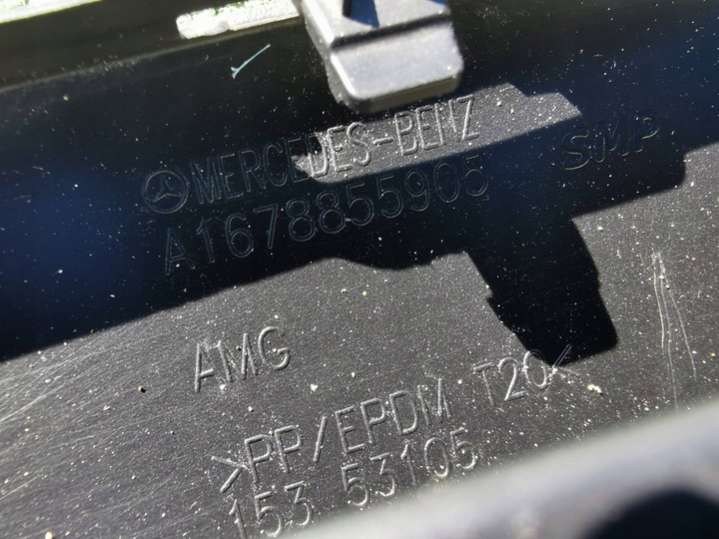 MERCEDES-BENZ
A1678855905
SMP
AMG
>PP/EPDM T20<
153 53105